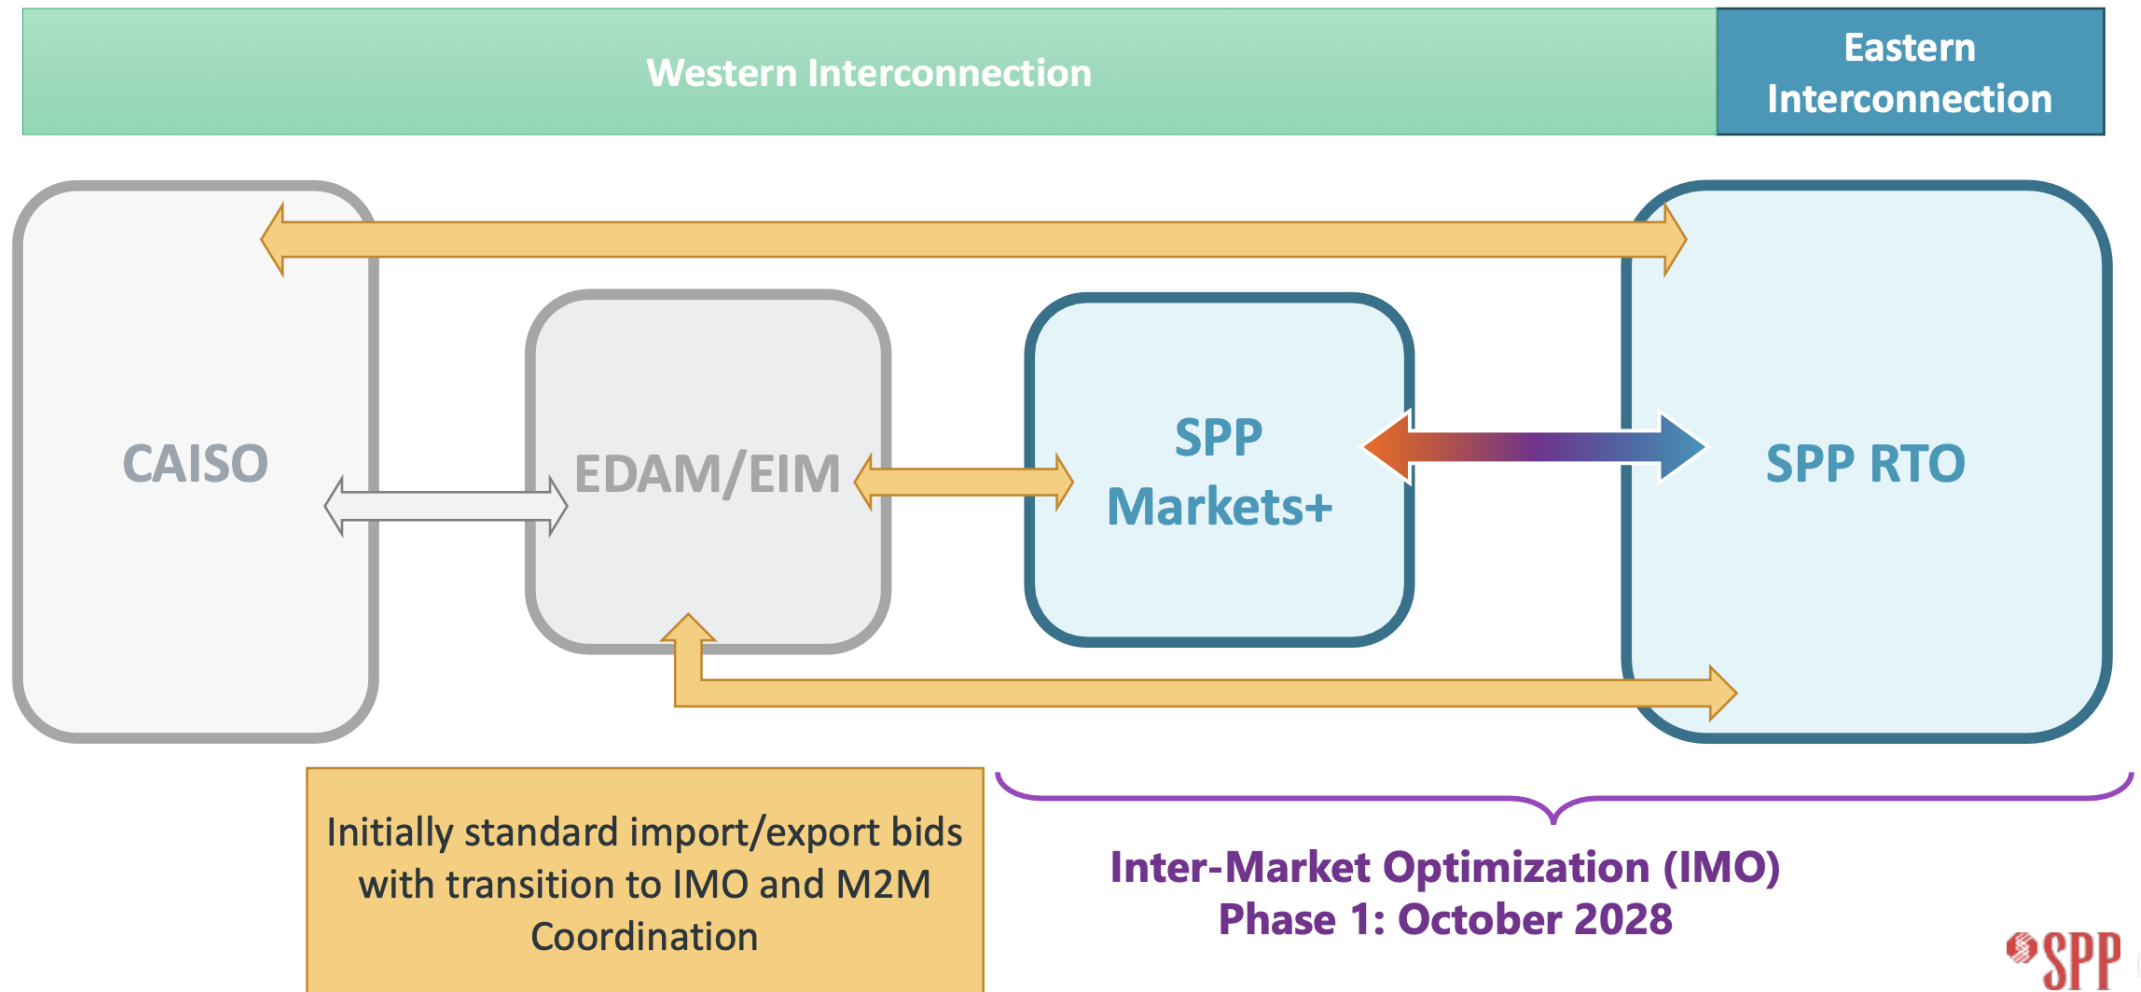 Western Interconnection
Eastern
Interconnection
CAISO
EDAM/EIM
SPP
Markets+
SPP RTO
Initially standard import/export bids
with transition to IMO and M2M
Coordination
Inter-Market Optimization (IMO)
Phase 1: October 2028
SPP